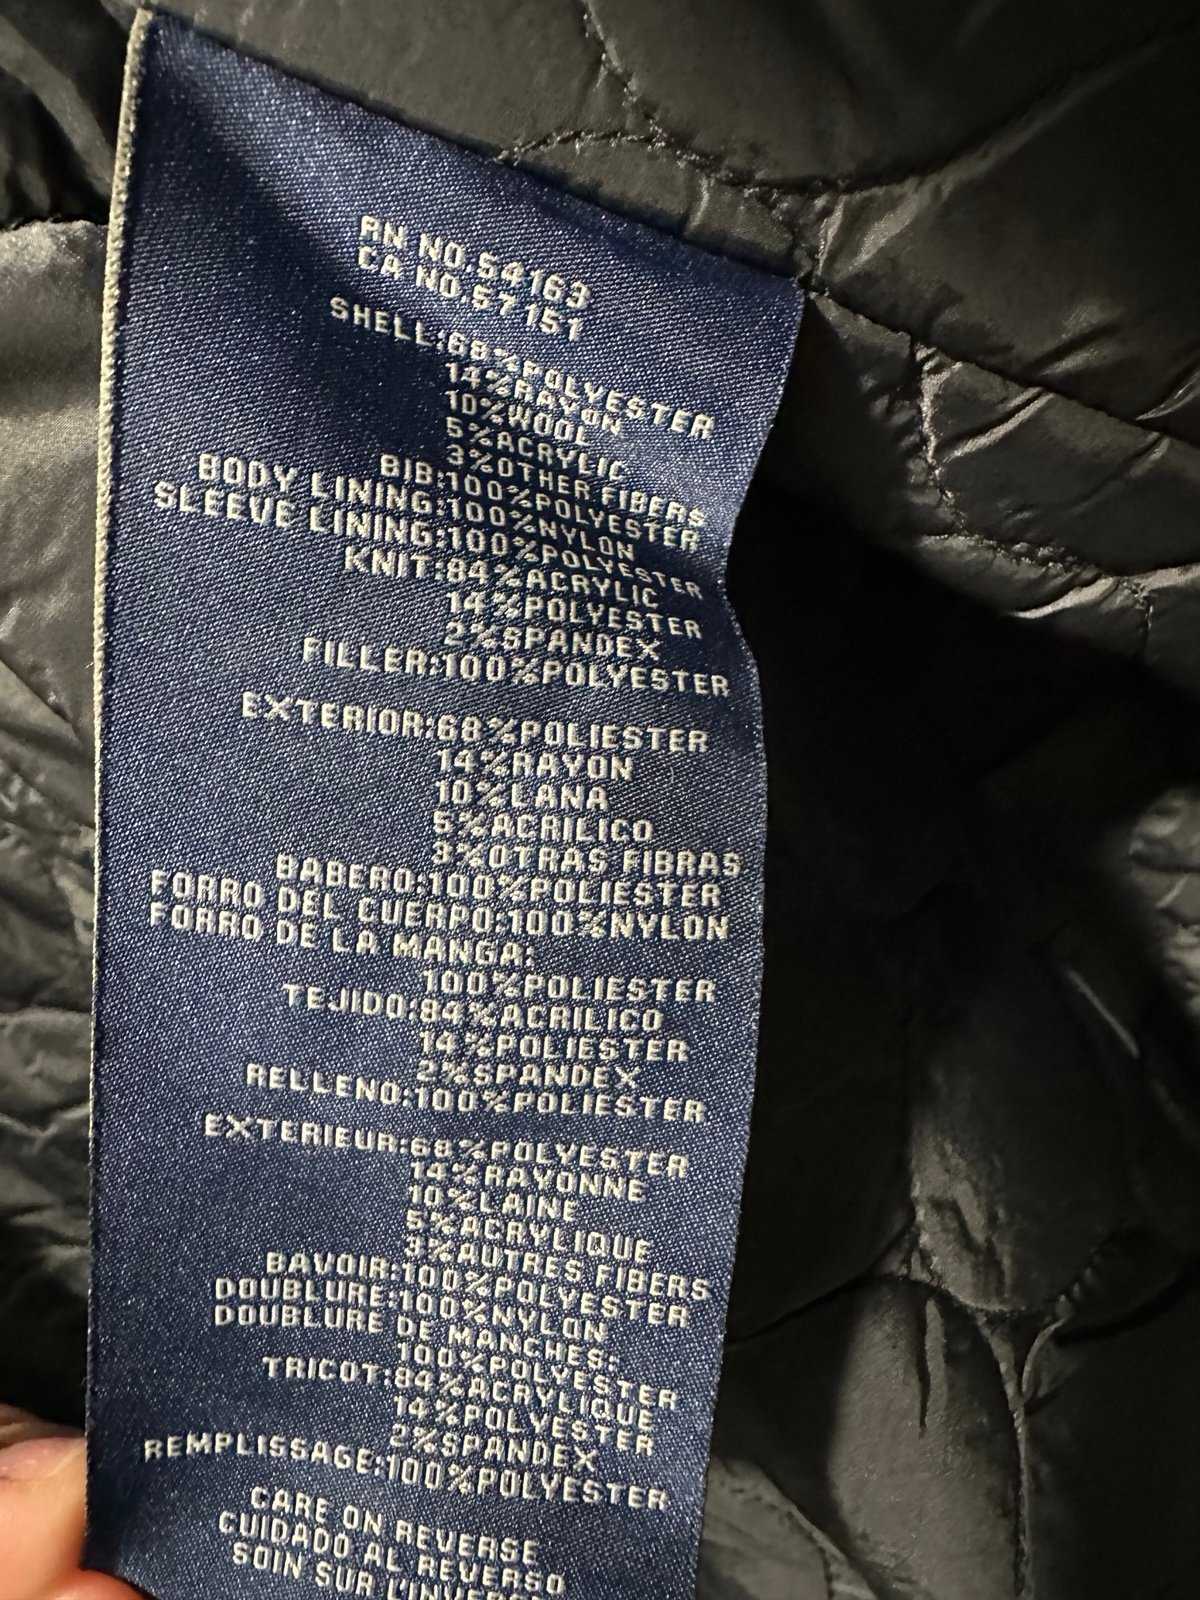 RN NO.54163
CA NO.57151
SHELL:68%POLYESTER
14%RAYON
10%WOOL
5%ACRYLIC
3%OTHER FIBERS
BIB:100%POLYESTER
BODY LINING:100%NYLON
SLEEVE LINING:100%POLYESTER
KNIT:84%ACRYLIC
14%POLYESTER
2%SPANDEX
FILLER:100%POLYESTER
EXTERIOR:68%POLIESTER
14%RAYON
10%LANA
5%ACRILICO
3%OTRAS FIBRAS
BABERO:100%POLIESTER
FORRO DEL CUERPO:100%NYLON
FORRO DE LA MANGA:
100%POLIESTER
TEJIDO:84%ACRILICO
14%POLIESTER
2%SPANDEX
RELLENO:100%POLIESTER
EXTERIEUR:68%POLYESTER
14%RAYONNE
10%LAINE
5%ACRYLIQUE
3%AUTRES FIBERS
BAVOIR:100%POLYESTER
DOUBLURE:100%NYLON
DOUBLURE DE MANCHES:
100%POLYESTER
TRICOT:84%ACRYLIQUE
14%POLYESTER
2%SPANDEX
REMPLISSAGE:100%POLYESTER
CARE ON REVERSE
CUIDADO AL REVERSO
SOIN SUR